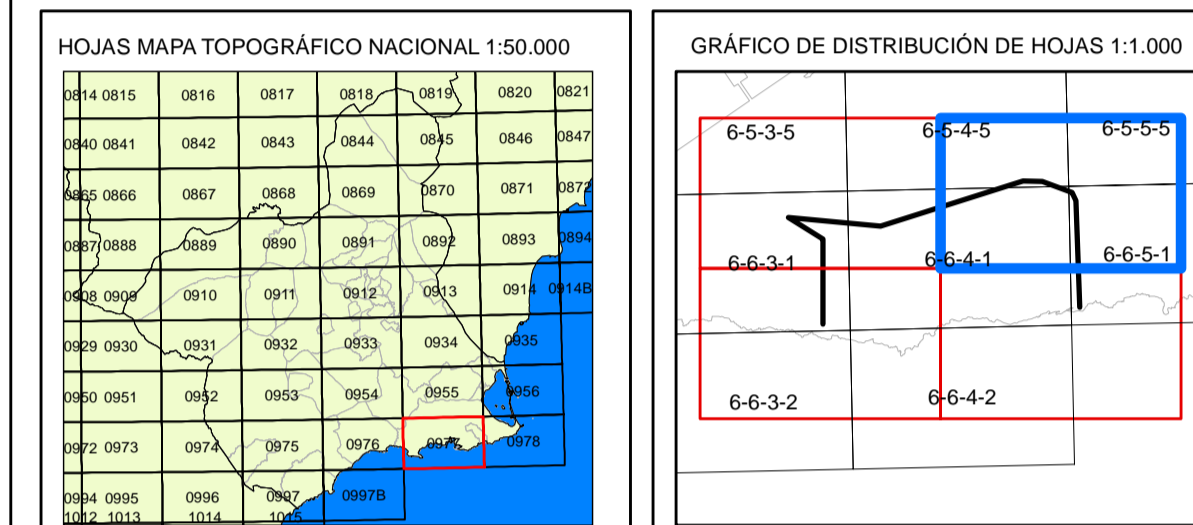 HOJAS MAPA TOPOGRÁFICO NACIONAL 1:50.000
0814 0815 0816 0817 0818 0819 0820 0821
0840 0841 0842 0843 0844 0845 0846 0847
0865 0866 0867 0868 0869 0870 0871 0872
0887 0888 0889 0890 0891 0892 0893 0894
0908 0909 0910 0911 0912 0913 0914 0914B
0929 0930 0931 0932 0933 0934 0935
0950 0951 0952 0953 0954 0955 0956
0972 0973 0974 0975 0976 0977 0978
0994 0995 0996 0997 0997B
1012 1013 1014 1015
GRÁFICO DE DISTRIBUCIÓN DE HOJAS 1:1.000
6-5-3-5 6-5-4-5 6-5-5-5
6-6-3-1 6-6-4-1 6-6-5-1
6-6-3-2 6-6-4-2